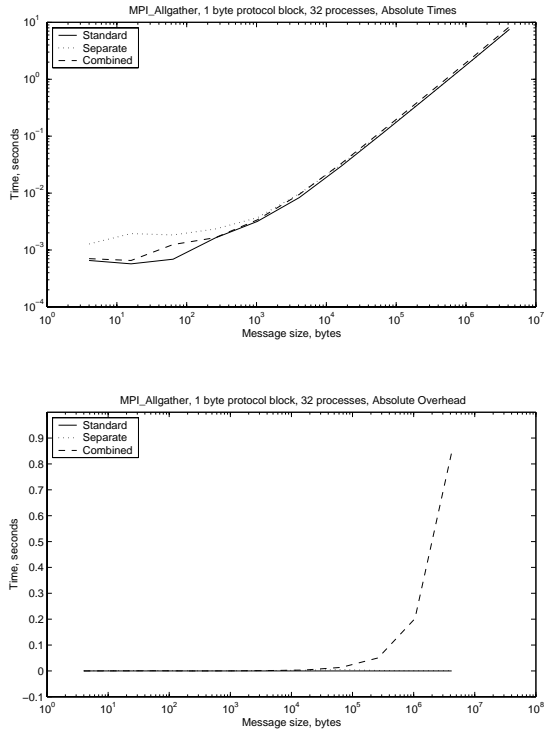 MPI_Allgather, 1 byte protocol block, 32 processes, Absolute Times
10^1
10^0
10^-1
10^-2
10^-3
10^-4
Time, seconds
Standard
Separate
Combined
10^0 10^1 10^2 10^3 10^4 10^5 10^6 10^7
Message size, bytes
MPI_Allgather, 1 byte protocol block, 32 processes, Absolute Overhead
0.9
0.8
0.7
0.6
0.5
0.4
0.3
0.2
0.1
0
−0.1
Time, seconds
Standard
Separate
Combined
10^0 10^1 10^2 10^3 10^4 10^5 10^6 10^7 10^8
Message size, bytes